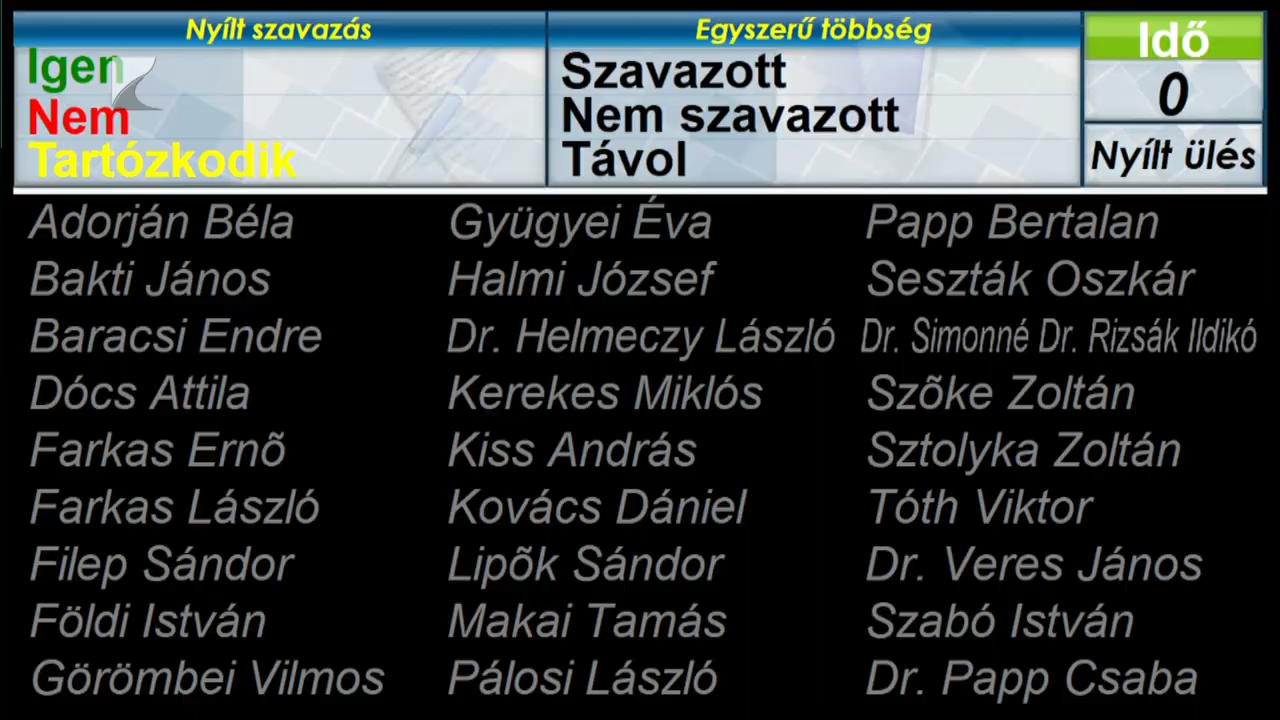 Nyílt szavazás
Igen
Nem
Tartózkodik
Egyszerű többség
Szavazott
Nem szavazott
Távol
Idő
0
Nyílt ülés
Adorján Béla
Bakti János
Baracsi Endre
Dócs Attila
Farkas Ernõ
Farkas László
Filep Sándor
Földi István
Görömbei Vilmos
Gyügyei Éva
Halmi József
Dr. Helmeczy László
Kerekes Miklós
Kiss András
Kovács Dániel
Lipõk Sándor
Makai Tamás
Pálosi László
Papp Bertalan
Seszták Oszkár
Dr. Simonné Dr. Rizsák Ildikó
Szõke Zoltán
Sztolyka Zoltán
Tóth Viktor
Dr. Veres János
Szabó István
Dr. Papp Csaba